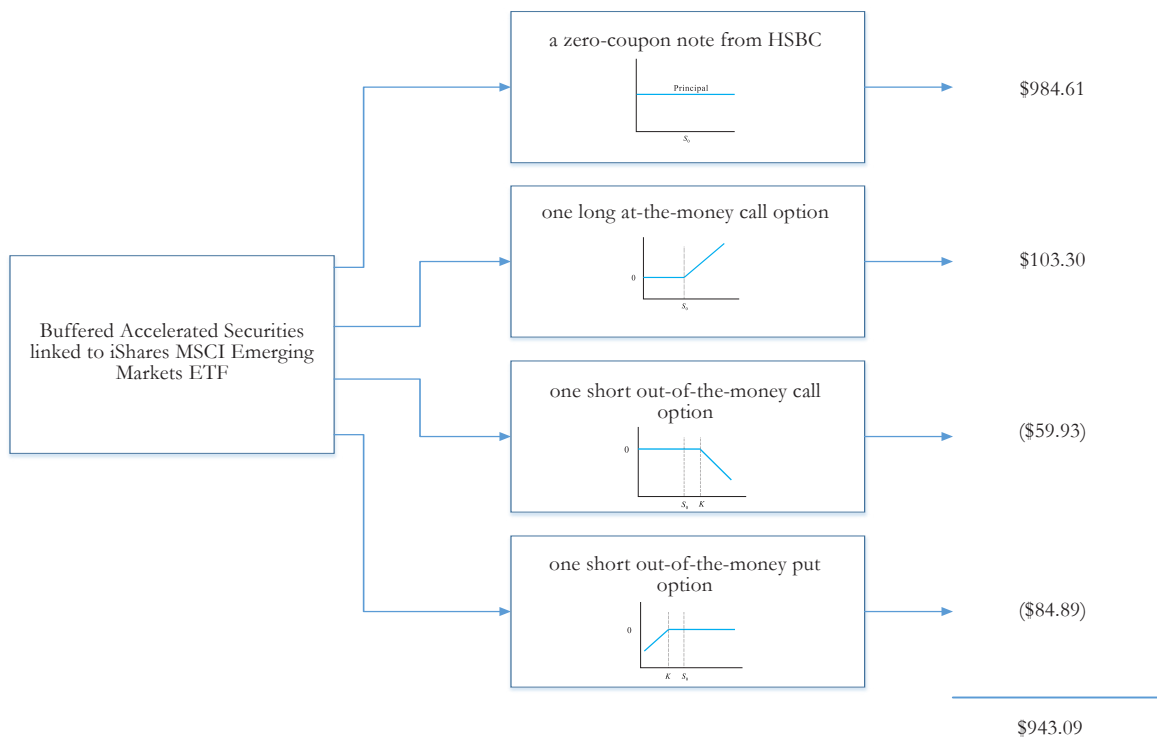 a zero-coupon note from HSBC
Principal
S₀
$984.61
one long at-the-money call option
0
S₀
$103.30
Buffered Accelerated Securities
linked to iShares MSCI Emerging
Markets ETF
one short out-of-the-money call
option
0
S₀ K
($59.93)
one short out-of-the-money put
option
0
K S₀
($84.89)
$943.09